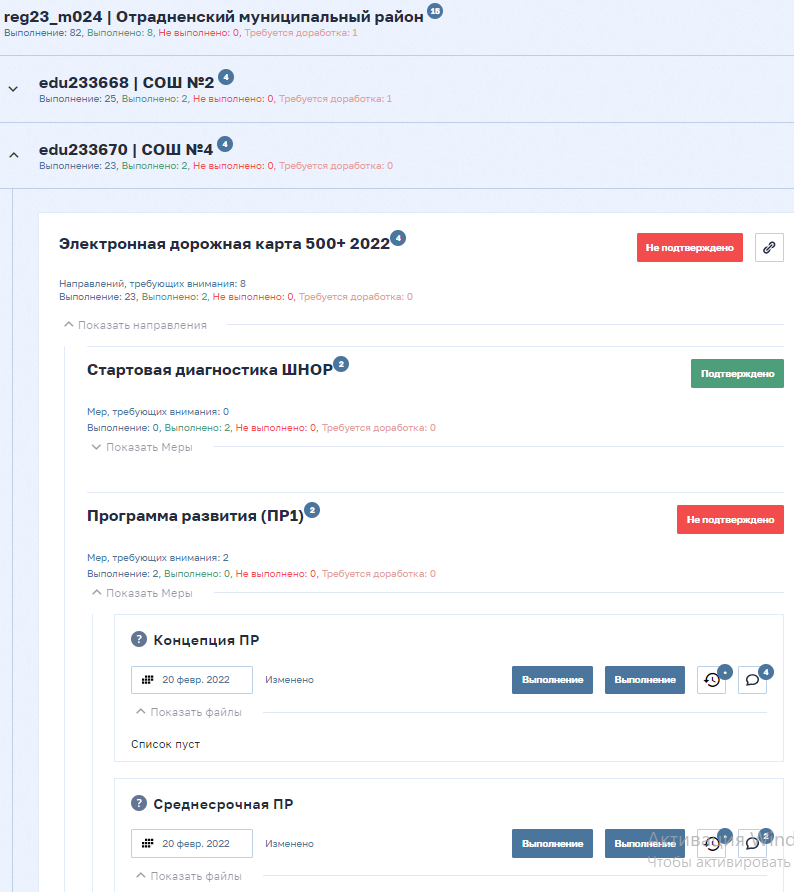 reg23_m024 | Отрадненский муниципальный район 15
Выполнение: 82, Выполнено: 8, Не выполнено: 0, Требуется доработка: 1
edu233668 | СОШ №2 4
Выполнение: 25, Выполнено: 2, Не выполнено: 0, Требуется доработка: 1
edu233670 | СОШ №4 4
Выполнение: 23, Выполнено: 2, Не выполнено: 0, Требуется доработка: 0
Электронная дорожная карта 500+ 2022 4 Не подтверждено
Направлений, требующих внимания: 8
Выполнение: 23, Выполнено: 2, Не выполнено: 0, Требуется доработка: 0
Показать направления
Стартовая диагностика ШНОР 2 Подтверждено
Мер, требующих внимания: 0
Выполнение: 0, Выполнено: 2, Не выполнено: 0, Требуется доработка: 0
Показать Меры
Программа развития (ПР1) 2 Не подтверждено
Мер, требующих внимания: 2
Выполнение: 2, Выполнено: 0, Не выполнено: 0, Требуется доработка: 0
Показать Меры
? Концепция ПР
20 февр. 2022 Изменено Выполнение Выполнение 4
Показать файлы
Список пуст
? Среднесрочная ПР
20 февр. 2022 Изменено Выполнение Выполнение 2
Активация Wind
Чтобы активировать
Показать файлы